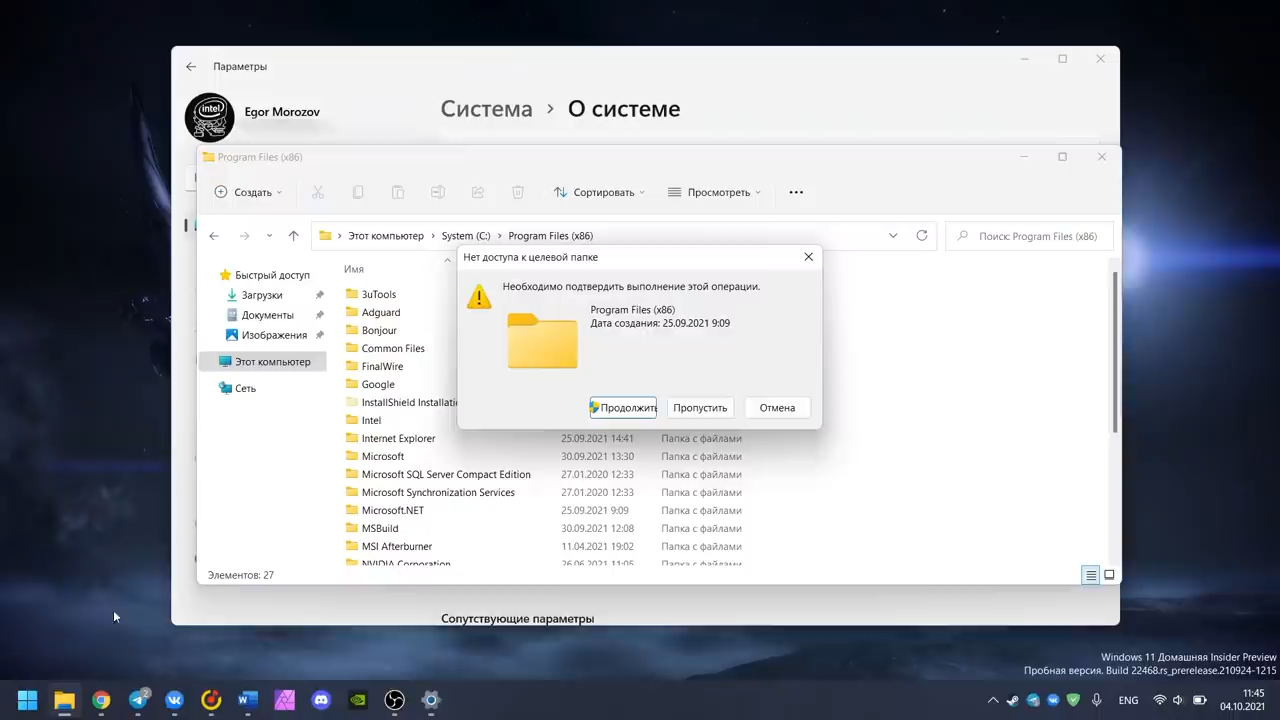 Параметры
intel
Egor Morozov
Система > О системе
Program Files (x86)
Создать
Сортировать
Просмотреть
Этот компьютер > System (C:) > Program Files (x86)
Поиск: Program Files (x86)
Нет доступа к целевой папке
Необходимо подтвердить выполнение этой операции.
Program Files (x86)
Дата создания: 25.09.2021 9:09
Продолжить
Пропустить
Отмена
Быстрый доступ
Загрузки
Документы
Изображения
Этот компьютер
Сеть
Имя
3uTools
Adguard
Bonjour
Common Files
FinalWire
Google
InstallShield Installati
Intel
Internet Explorer 25.09.2021 14:41 Папка с файлами
Microsoft 30.09.2021 13:30 Папка с файлами
Microsoft SQL Server Compact Edition 27.01.2020 12:33 Папка с файлами
Microsoft Synchronization Services 27.01.2020 12:33 Папка с файлами
Microsoft.NET 25.09.2021 9:09 Папка с файлами
MSBuild 30.09.2021 12:08 Папка с файлами
MSI Afterburner 11.04.2021 19:02 Папка с файлами
NVIDIA Corporation 26.06.2021 11:05 Папка с файлами
Элементов: 27
Сопутствующие параметры
Windows 11 Домашняя Insider Preview
Пробная версия. Build 22468.rs_prerelease.210924-1215
2
ENG
11:45
04.10.2021